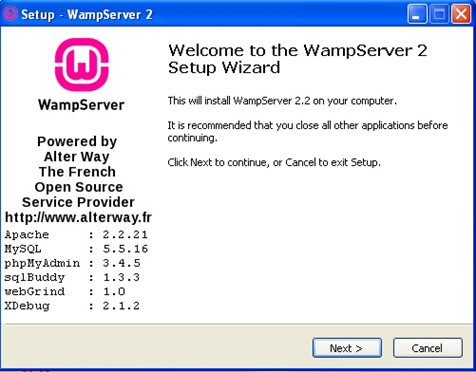 Setup - WampServer 2
WampServer
Powered by
Alter Way
The French
Open Source
Service Provider
http://www.alterway.fr
Apache : 2.2.21
MySQL : 5.5.16
phpMyAdmin : 3.4.5
sqlBuddy : 1.3.3
webGrind : 1.0
XDebug : 2.1.2
Welcome to the WampServer 2
Setup Wizard
This will install WampServer 2.2 on your computer.
It is recommended that you close all other applications before
continuing.
Click Next to continue, or Cancel to exit Setup.
Next >
Cancel